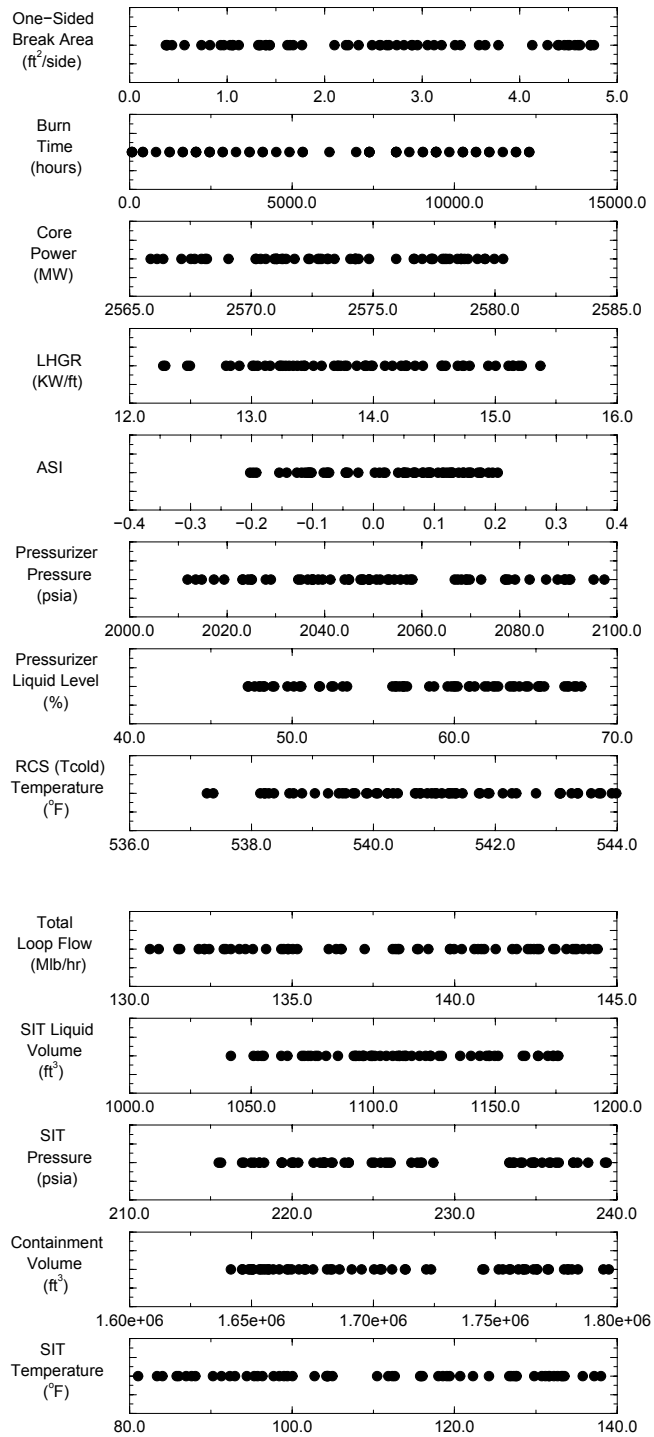 One−Sided
Break Area
(ft²/side)
0.0 1.0 2.0 3.0 4.0 5.0
Burn
Time
(hours)
0.0 5000.0 10000.0 15000.0
Core
Power
(MW)
2565.0 2570.0 2575.0 2580.0 2585.0
LHGR
(KW/ft)
12.0 13.0 14.0 15.0 16.0
ASI
−0.4 −0.3 −0.2 −0.1 0.0 0.1 0.2 0.3 0.4
Pressurizer
Pressure
(psia)
2000.0 2020.0 2040.0 2060.0 2080.0 2100.0
Pressurizer
Liquid Level
(%)
40.0 50.0 60.0 70.0
RCS (Tcold)
Temperature
(°F)
536.0 538.0 540.0 542.0 544.0
Total
Loop Flow
(Mlb/hr)
130.0 135.0 140.0 145.0
SIT Liquid
Volume
(ft³)
1000.0 1050.0 1100.0 1150.0 1200.0
SIT
Pressure
(psia)
210.0 220.0 230.0 240.0
Containment
Volume
(ft³)
1.60e+06 1.65e+06 1.70e+06 1.75e+06 1.80e+06
SIT
Temperature
(°F)
80.0 100.0 120.0 140.0